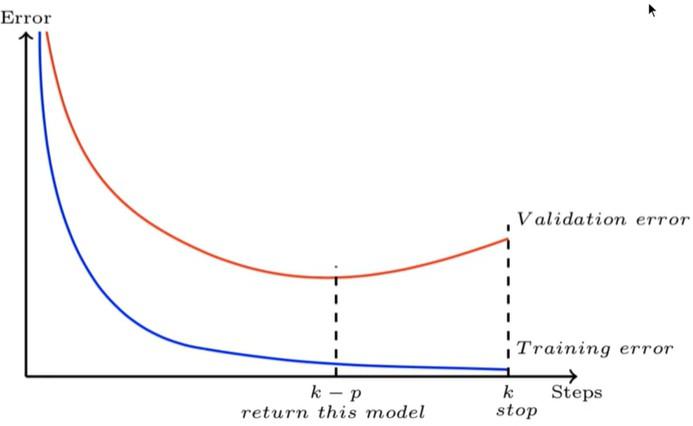 Error
Validation error
Training error
k − p
k
Steps
return this model
stop